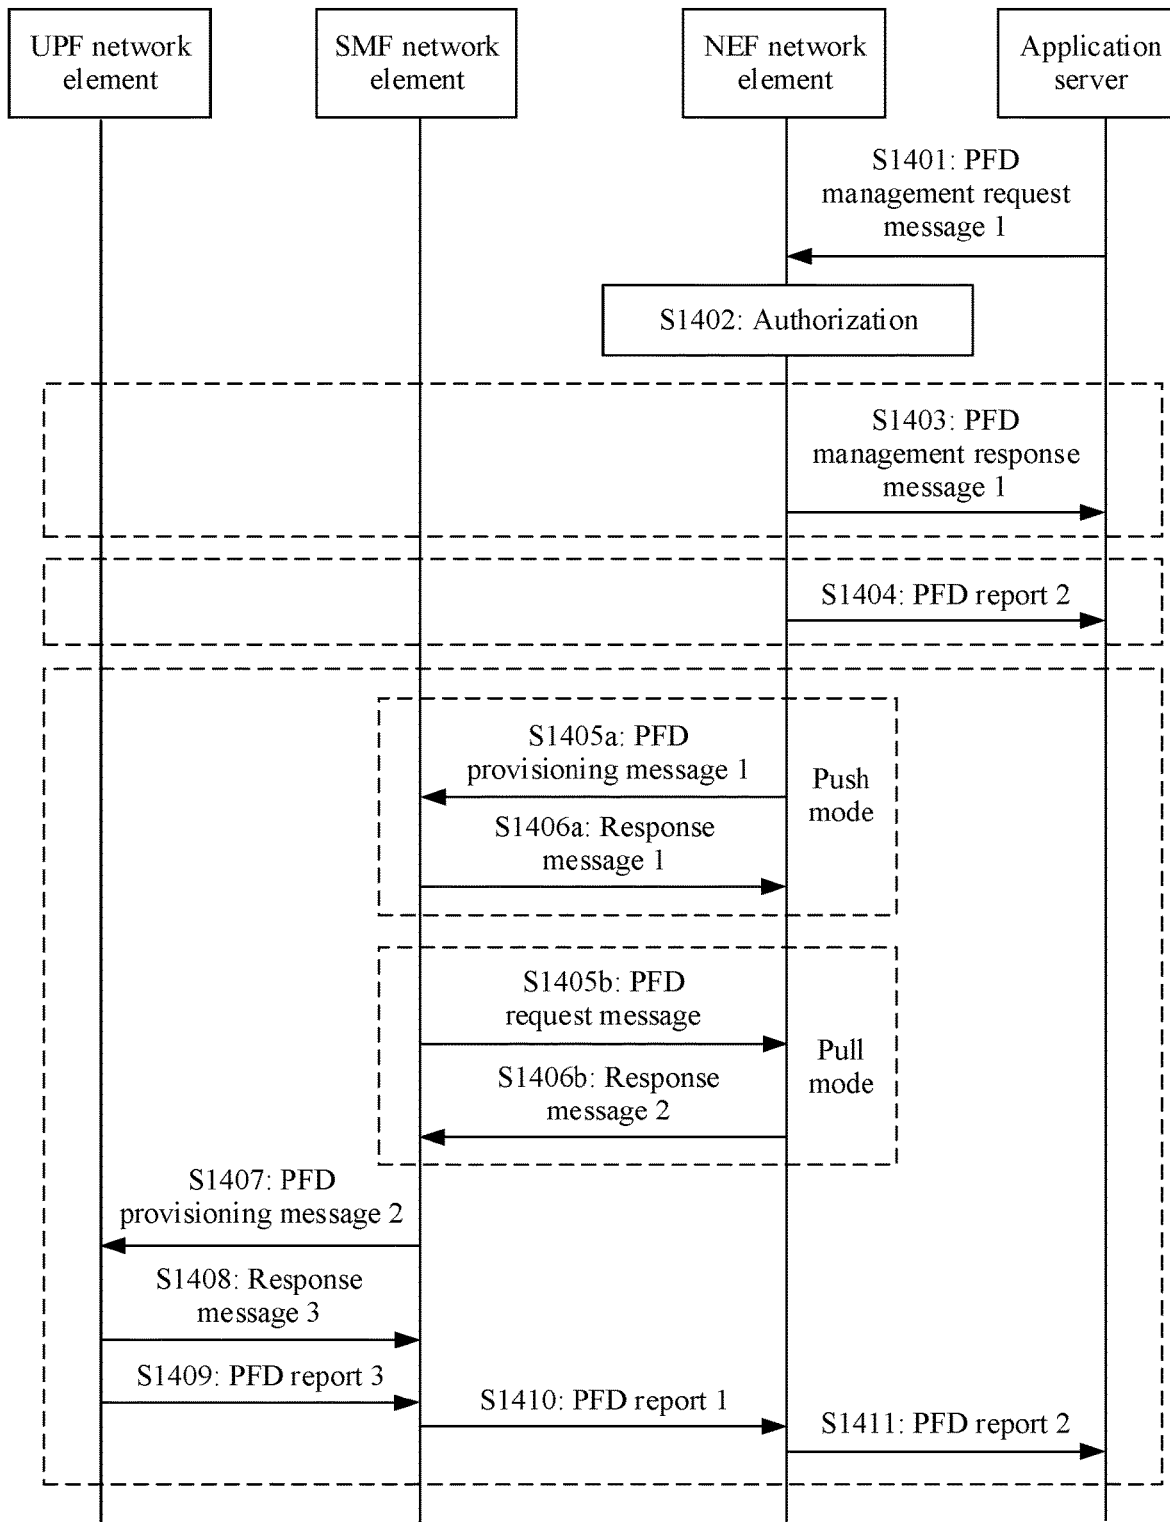 UPF network
element
SMF network
element
NEF network
element
Application
server
S1401: PFD
management request
message 1
S1402: Authorization
S1403: PFD
management response
message 1
S1404: PFD report 2
S1405a: PFD
provisioning message 1
Push
mode
S1406a: Response
message 1
S1405b: PFD
request message
Pull
mode
S1406b: Response
message 2
S1407: PFD
provisioning message 2
S1408: Response
message 3
S1409: PFD report 3
S1410: PFD report 1
S1411: PFD report 2